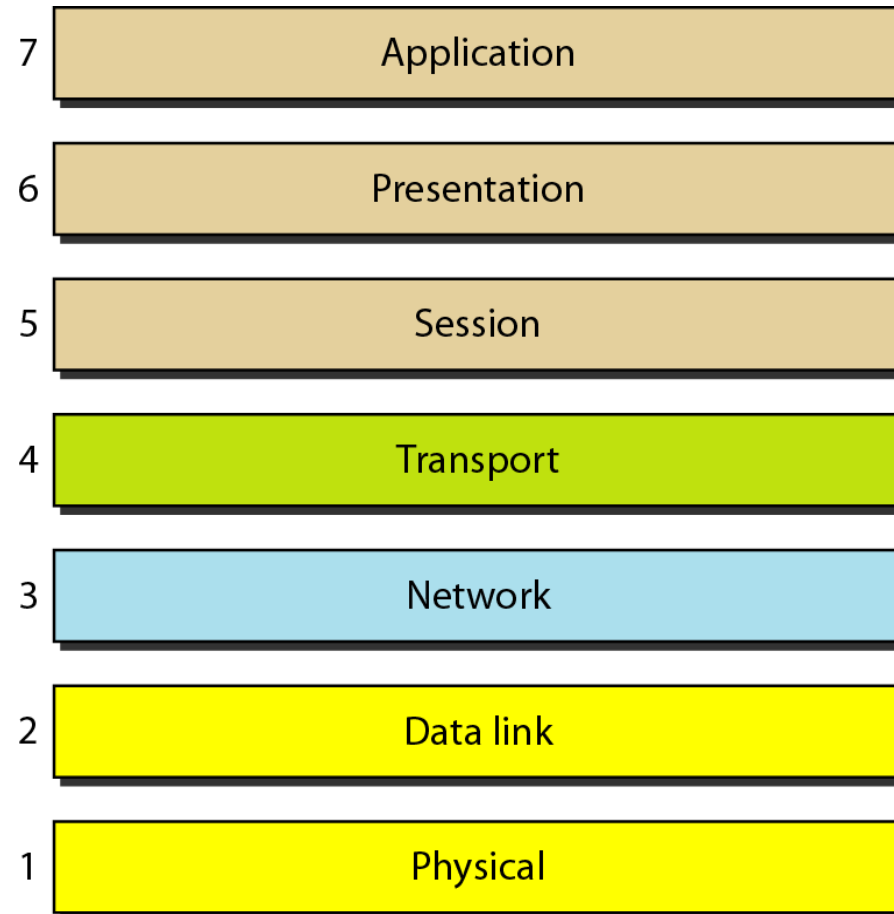 7 Application
6 Presentation
5 Session
4 Transport
3 Network
2 Data link
1 Physical